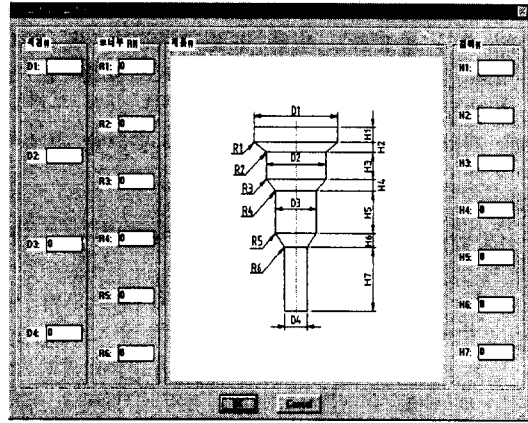 D1:
D2:
D3: 0
D4: 0
R1: 0
R2: 0
R3: 0
R4: 0
R5: 0
R6: 0
D1
R1
R2
D2
R3
R4
D3
R5
R6
D4
H1
H2
H3
H4
H5
H6
H7
H1:
H2:
H3:
H4: 0
H5: 0
H6: 0
H7: 0
Cancel